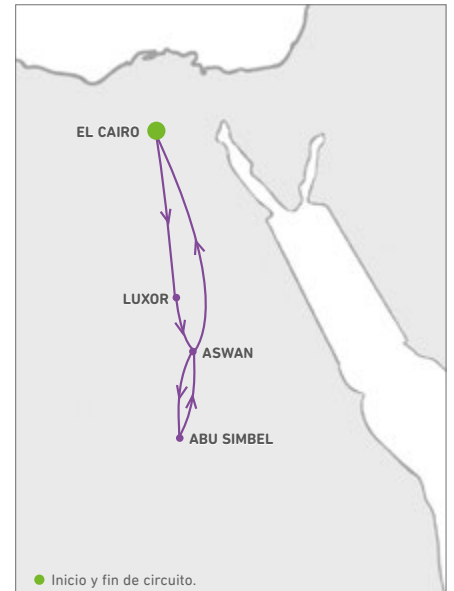 EL CAIRO
LUXOR
ASWAN
ABU SIMBEL
Inicio y fin de circuito.